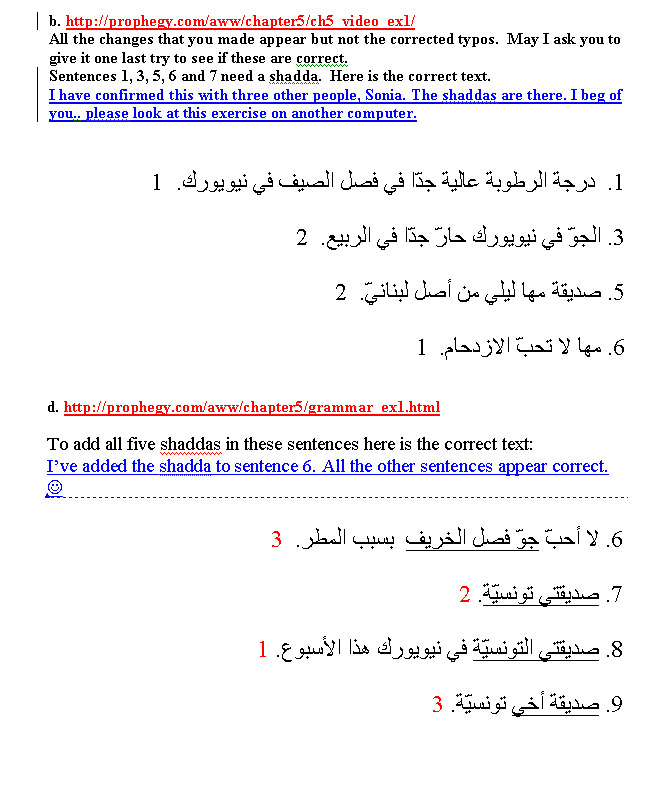 b. http://prophegy.com/aww/chapter5/ch5_video_ex1/
All the changes that you made appear but not the corrected typos.  May I ask you to
give it one last try to see if these are correct.
Sentences 1, 3, 5, 6 and 7 need a shadda.  Here is the correct text.
I have confirmed this with three other people, Sonia. The shaddas are there. I beg of
you.. please look at this exercise on another computer.
1. درجة الرطوبة عالية جدّا في فصل الصيف في نيويورك. 1
3. الجوّ في نيويورك حارّ جدّا في الربيع. 2
5. صديقة مها ليلي من أصل لبنانيّ. 2
6. مها لا تحبّ الازدحام. 1
d. http://prophegy.com/aww/chapter5/grammar_ex1.html
To add all five shaddas in these sentences here is the correct text:
I've added the shadda to sentence 6. All the other sentences appear correct.
☺
6. لا أحبّ جوّ فصل الخريف بسبب المطر. 3
7. صديقتي تونسيّة. 2
8. صديقتي التونسيّة في نيويورك هذا الأسبوع. 1
9. صديقة أخي تونسيّة. 3